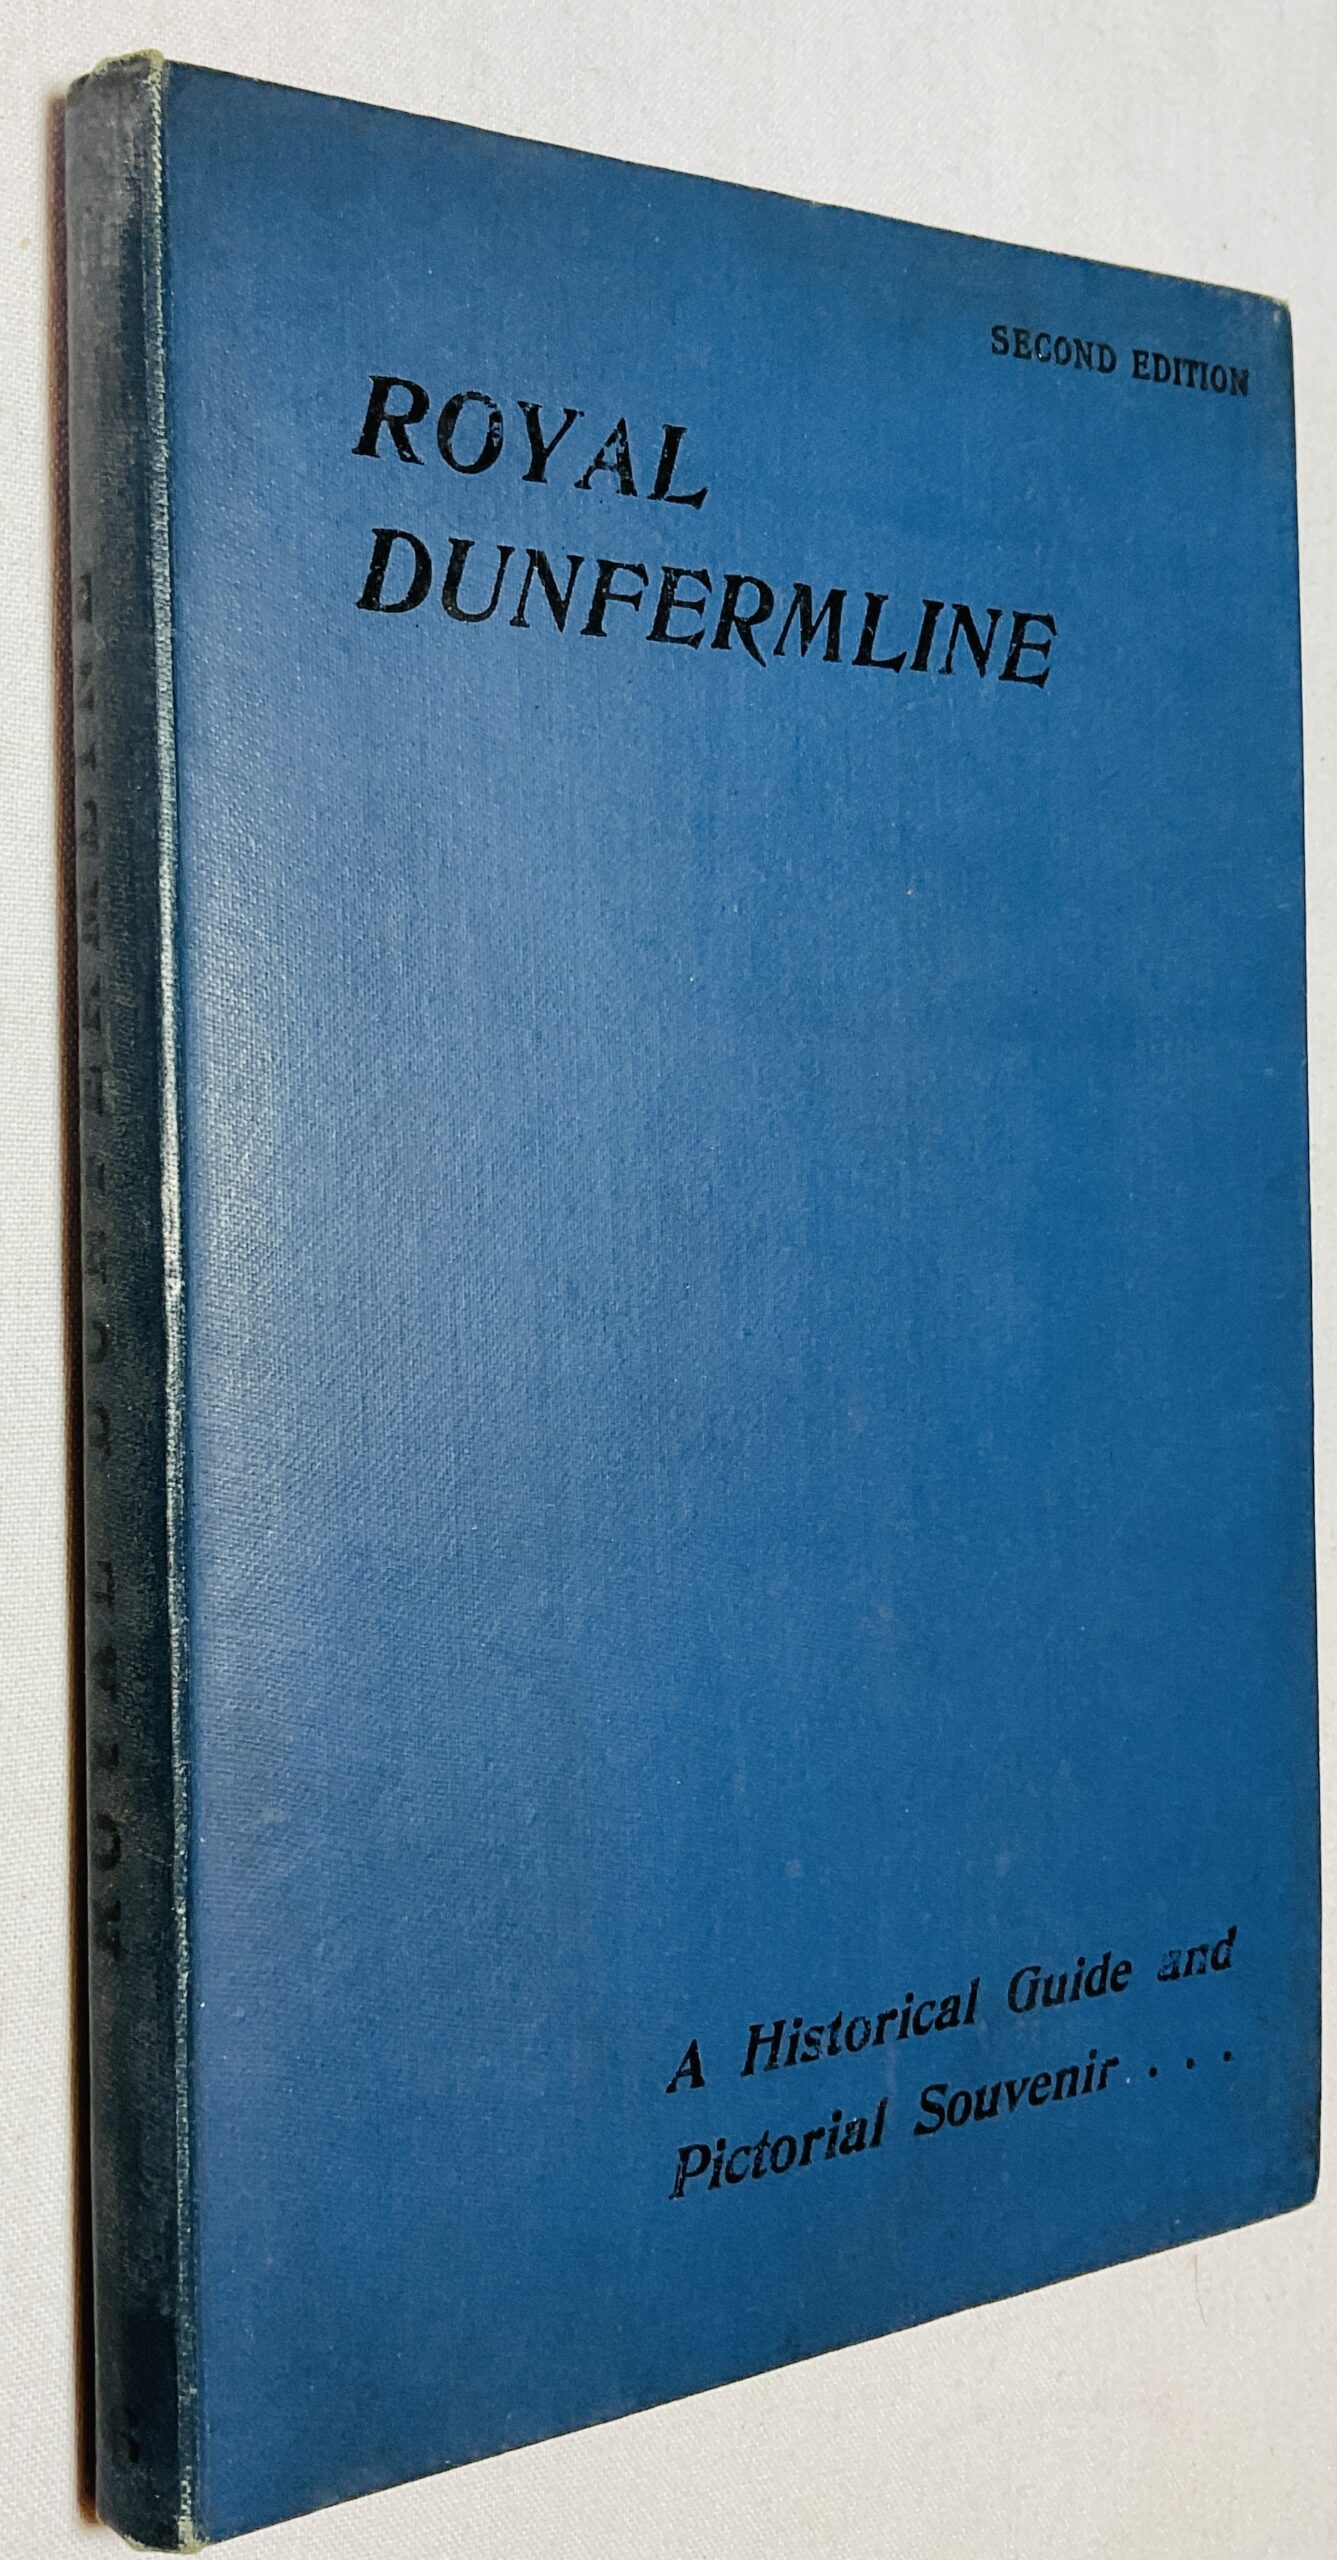 SECOND EDITION
ROYAL
DUNFERMLINE
A Historical Guide and
Pictorial Souvenir . . .